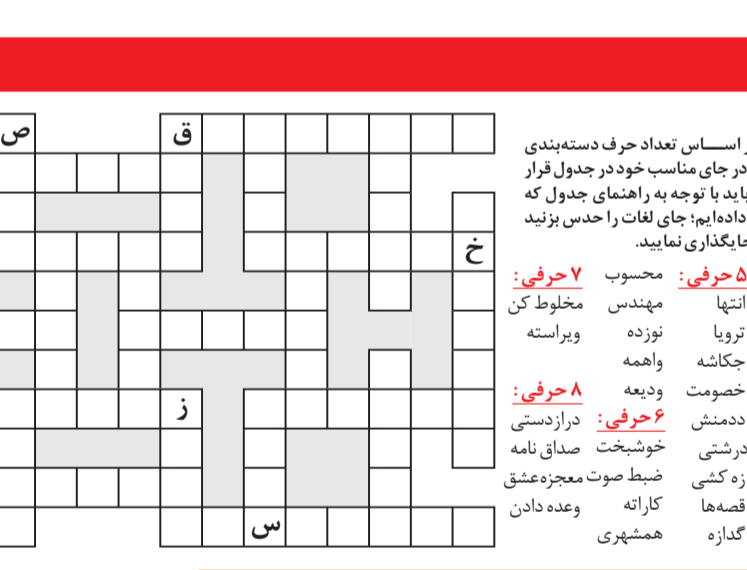 ر اســـاس تعداد حرف دسته‌بندی
در جای مناسب خود در جدول قرار
باید با توجه به راهنمای جدول که
داده‌ایم؛ جای لغات را حدس بزنید
جایگذاری نمایید.
۵ حرفی:
انتها
ترویا
جکاشه
خصومت
ددمنش
درشتی
زه کشی
قصه‌ها
گدازه
محسوب
مهندس
نوزده
واهمه
ودیعه
۶ حرفی:
خوشبخت
ضبط صوت
کاراته
همشهری
۷ حرفی:
مخلوط کن
ویراسته
۸ حرفی:
درازدستی
صداق نامه
معجزه‌عشق
وعده دادن
ق
ص
خ
ز
س